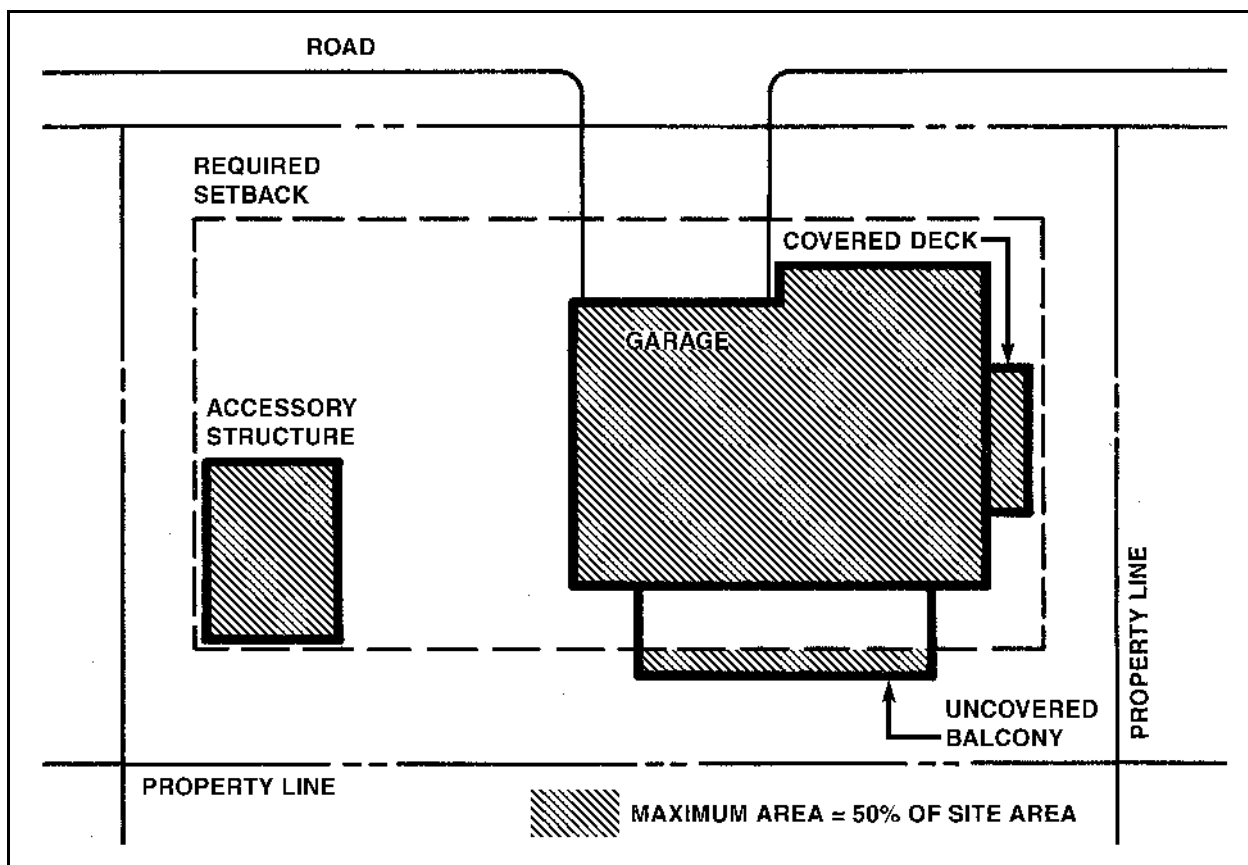 ROAD
REQUIRED
SETBACK
COVERED DECK
GARAGE
ACCESSORY
STRUCTURE
PROPERTY LINE
UNCOVERED
BALCONY
PROPERTY LINE
MAXIMUM AREA = 50% OF SITE AREA